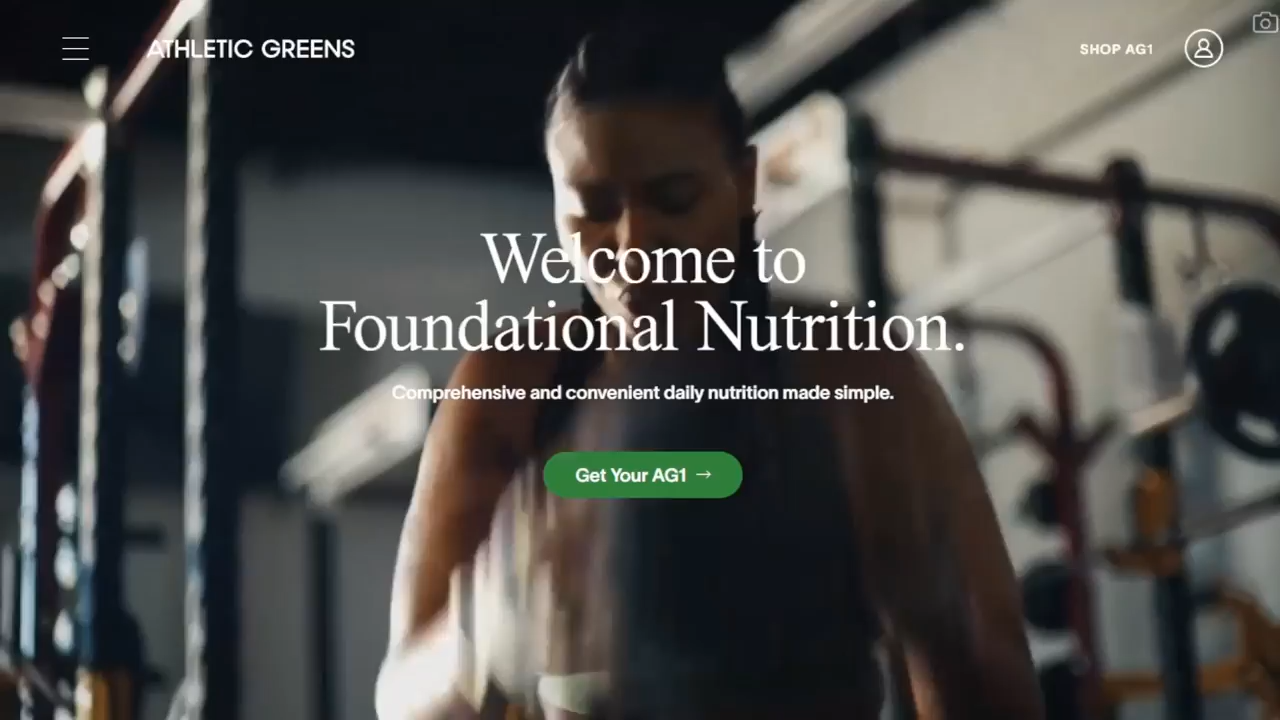 ATHLETIC GREENS
SHOP AG1
Welcome to
Foundational Nutrition.
Comprehensive and convenient daily nutrition made simple.
Get Your AG1 →